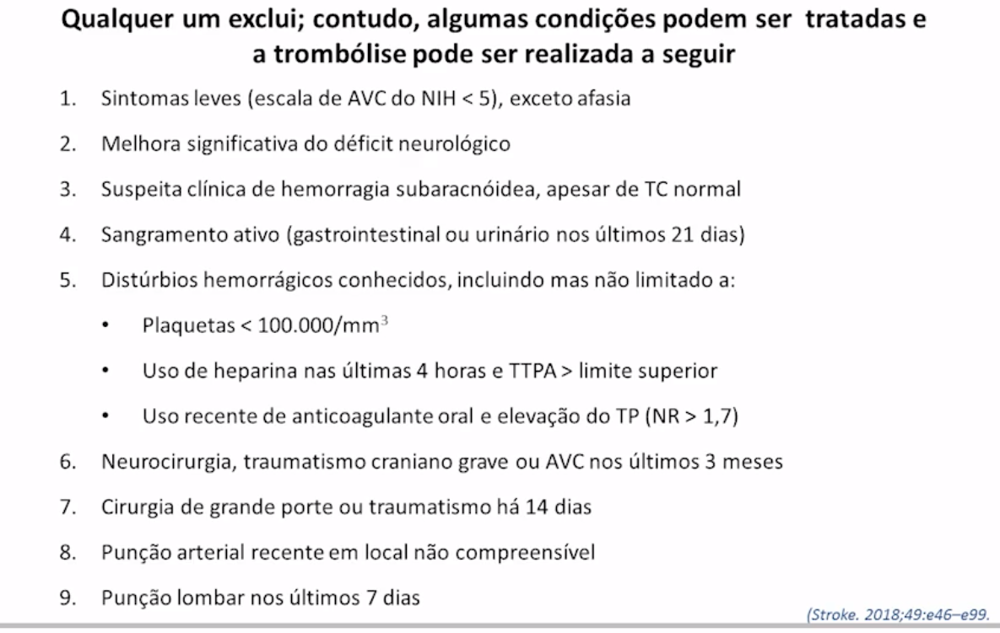 Qualquer um exclui; contudo, algumas condições podem ser tratadas e
a trombólise pode ser realizada a seguir
1. Sintomas leves (escala de AVC do NIH < 5), exceto afasia
2. Melhora significativa do déficit neurológico
3. Suspeita clínica de hemorragia subaracnóidea, apesar de TC normal
4. Sangramento ativo (gastrointestinal ou urinário nos últimos 21 dias)
5. Distúrbios hemorrágicos conhecidos, incluindo mas não limitado a:
• Plaquetas < 100.000/mm³
• Uso de heparina nas últimas 4 horas e TTPA > limite superior
• Uso recente de anticoagulante oral e elevação do TP (NR > 1,7)
6. Neurocirurgia, traumatismo craniano grave ou AVC nos últimos 3 meses
7. Cirurgia de grande porte ou traumatismo há 14 dias
8. Punção arterial recente em local não compreensível
9. Punção lombar nos últimos 7 dias
(Stroke. 2018;49:e46–e99.